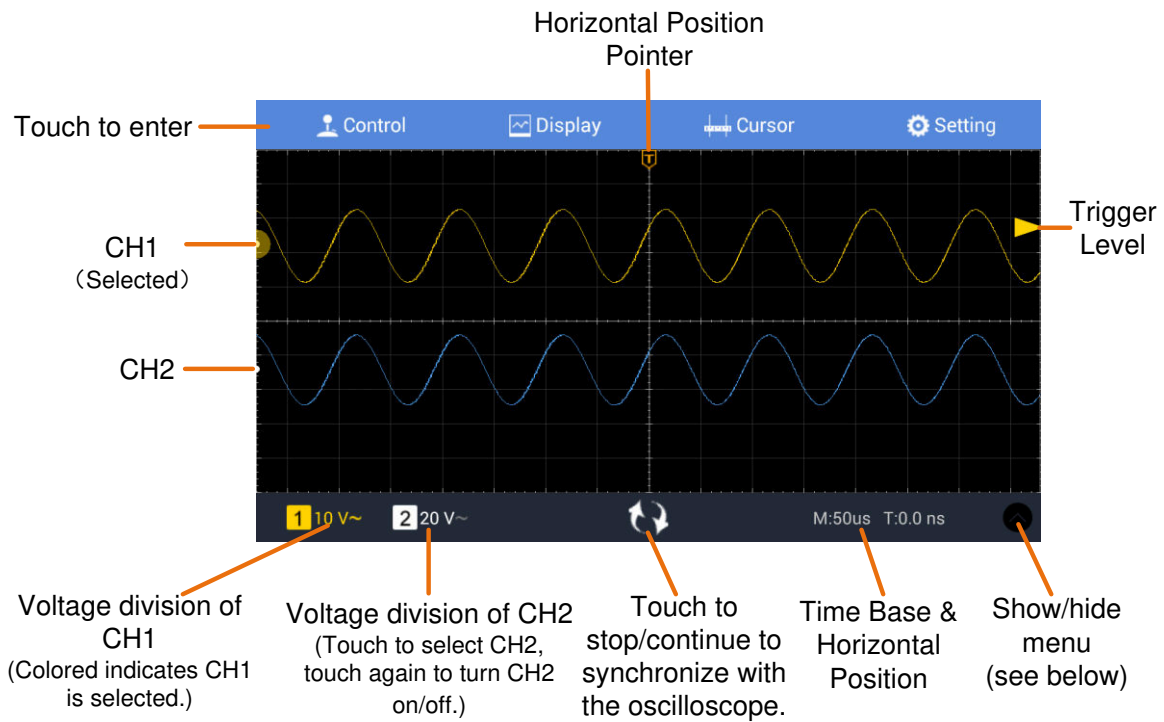 Horizontal Position
Pointer
Touch to enter
Control
Display
Cursor
Setting
T
CH1
（Selected）
Trigger
Level
CH2
1 10 V～
2 20 V～
M:50us T:0.0 ns
Voltage division of
CH1
(Colored indicates CH1
is selected.)
Voltage division of CH2
(Touch to select CH2,
touch again to turn CH2
on/off.)
Touch to
stop/continue to
synchronize with
the oscilloscope.
Time Base &
Horizontal
Position
Show/hide
menu
(see below)